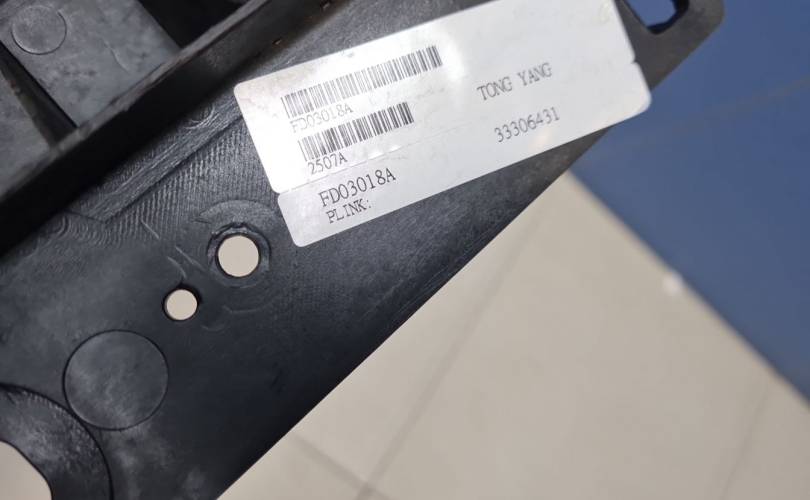 FD03018A
TONG YANG
2507A
33306431
FD03018A
PLINK: